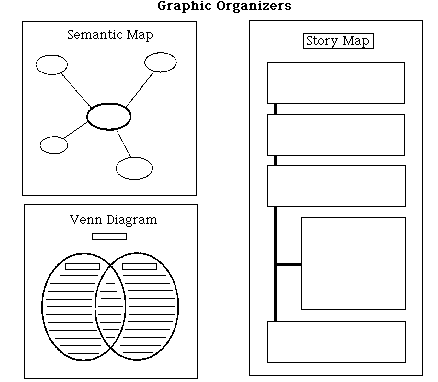 Graphic Organizers
Semantic Map
Story Map
Venn Diagram